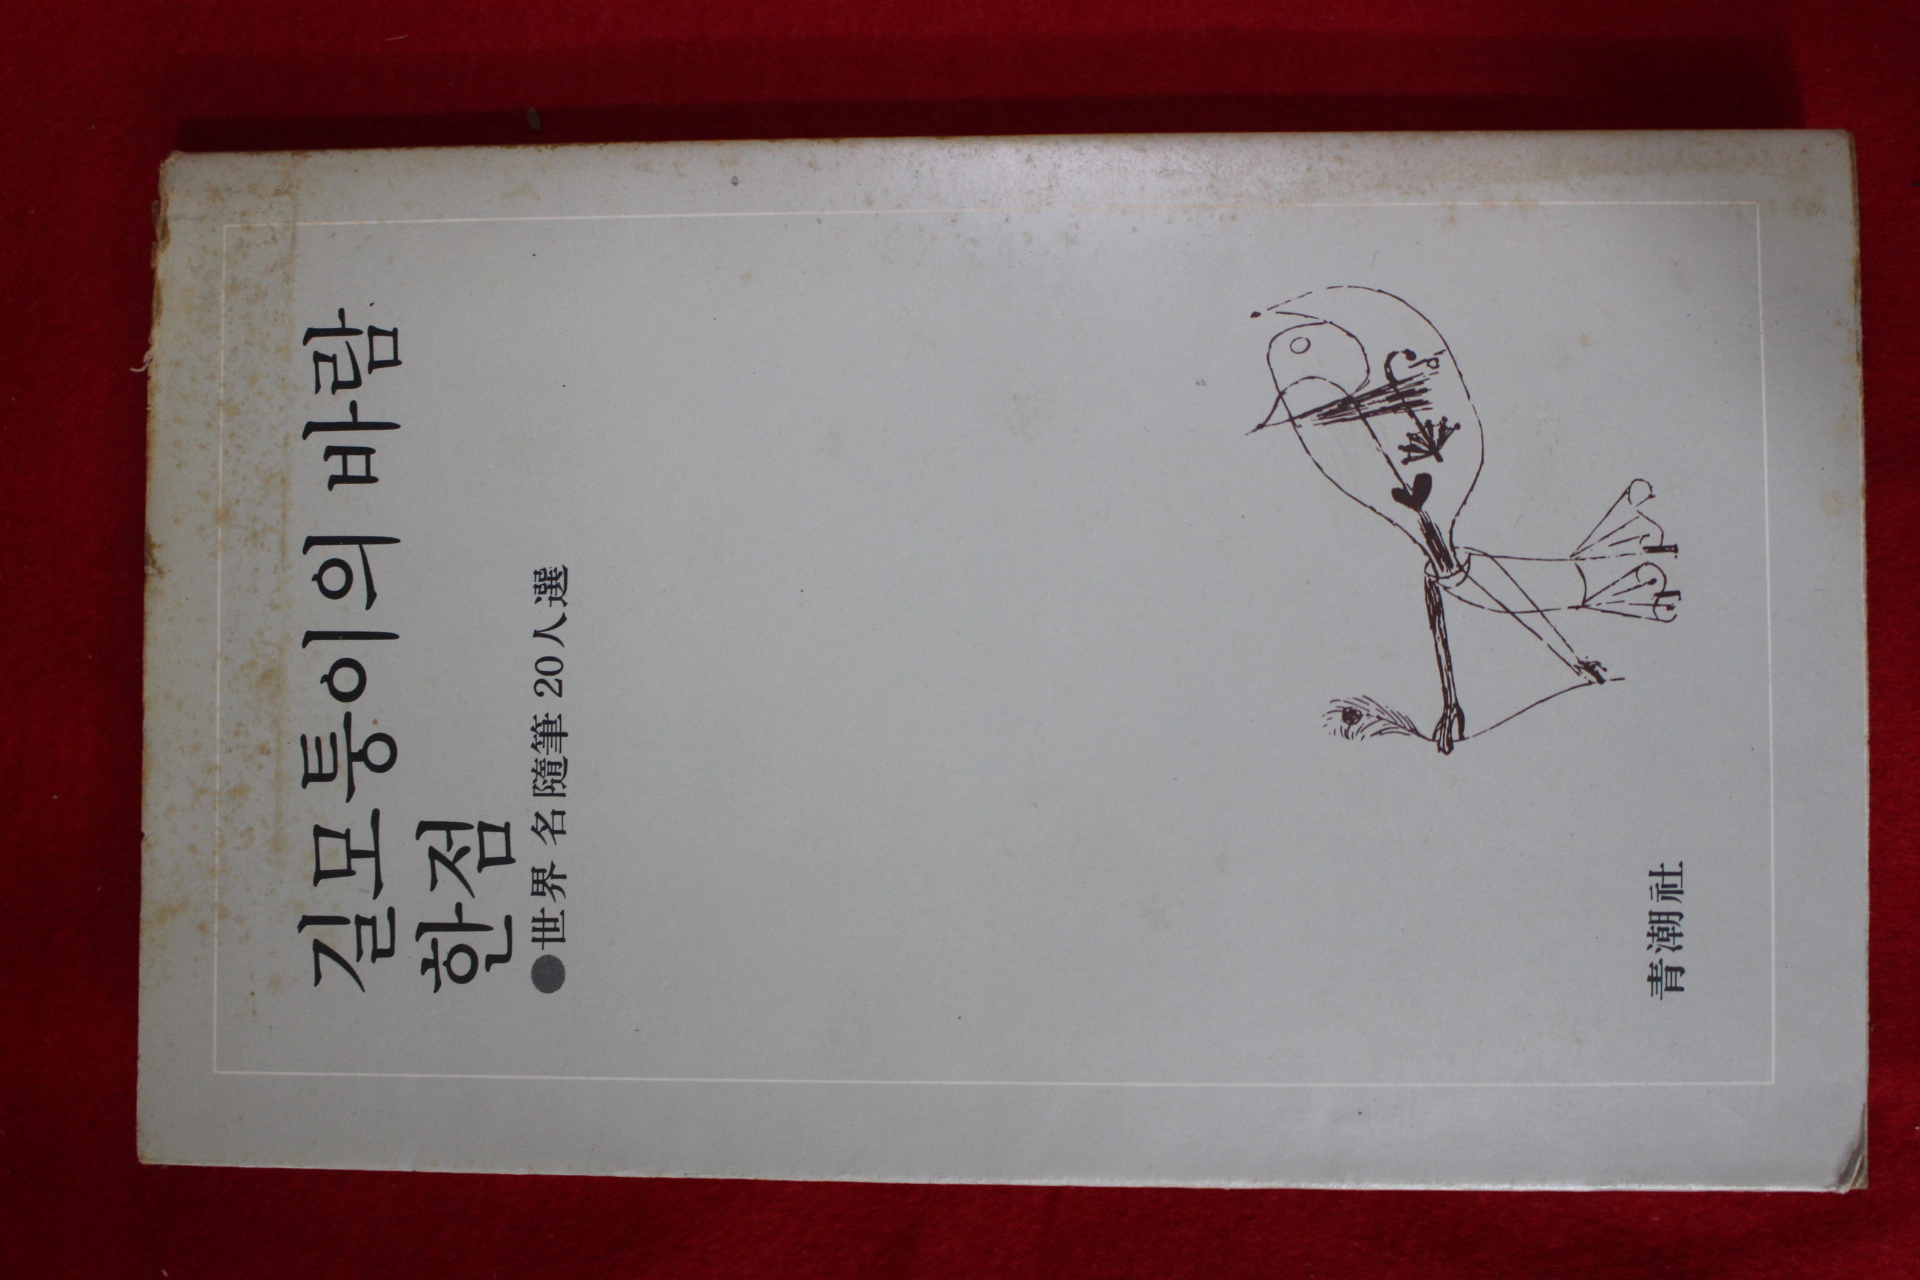 길모퉁이의 바람
한점
●世界 名隨筆 20人選
青潮社